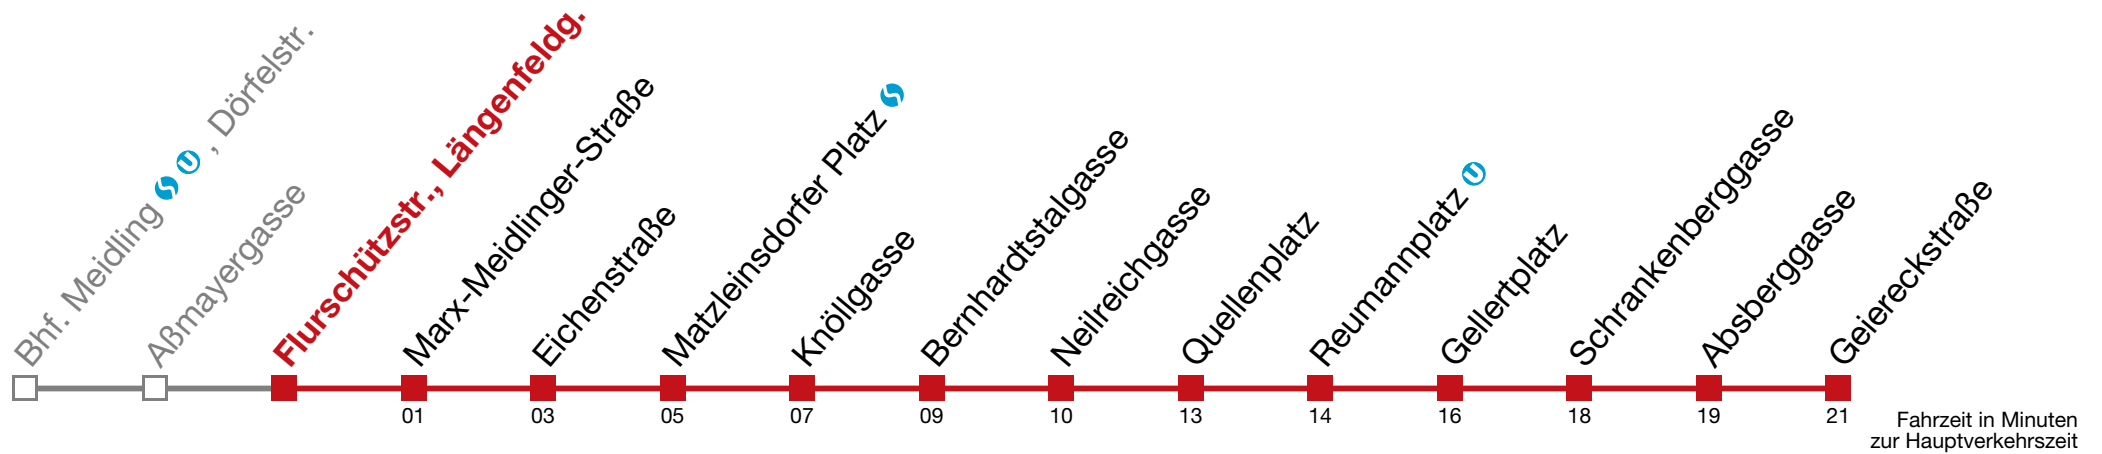 Bhf. Meidling S U , Dörfelstr.
Aßmayergasse
Flurschützstr., Längenfeldg.
Marx-Meidlinger-Straße
Eichenstraße
Matzleinsdorfer Platz S
Knöllgasse
Bernhardtstalgasse
Neilreichgasse
Quellenplatz
Reumannplatz U
Gellertplatz
Schrankenberggasse
Absberggasse
Geiereckstraße
01 03 05 07 09 10 13 14 16 18 19 21
Fahrzeit in Minuten
zur Hauptverkehrszeit